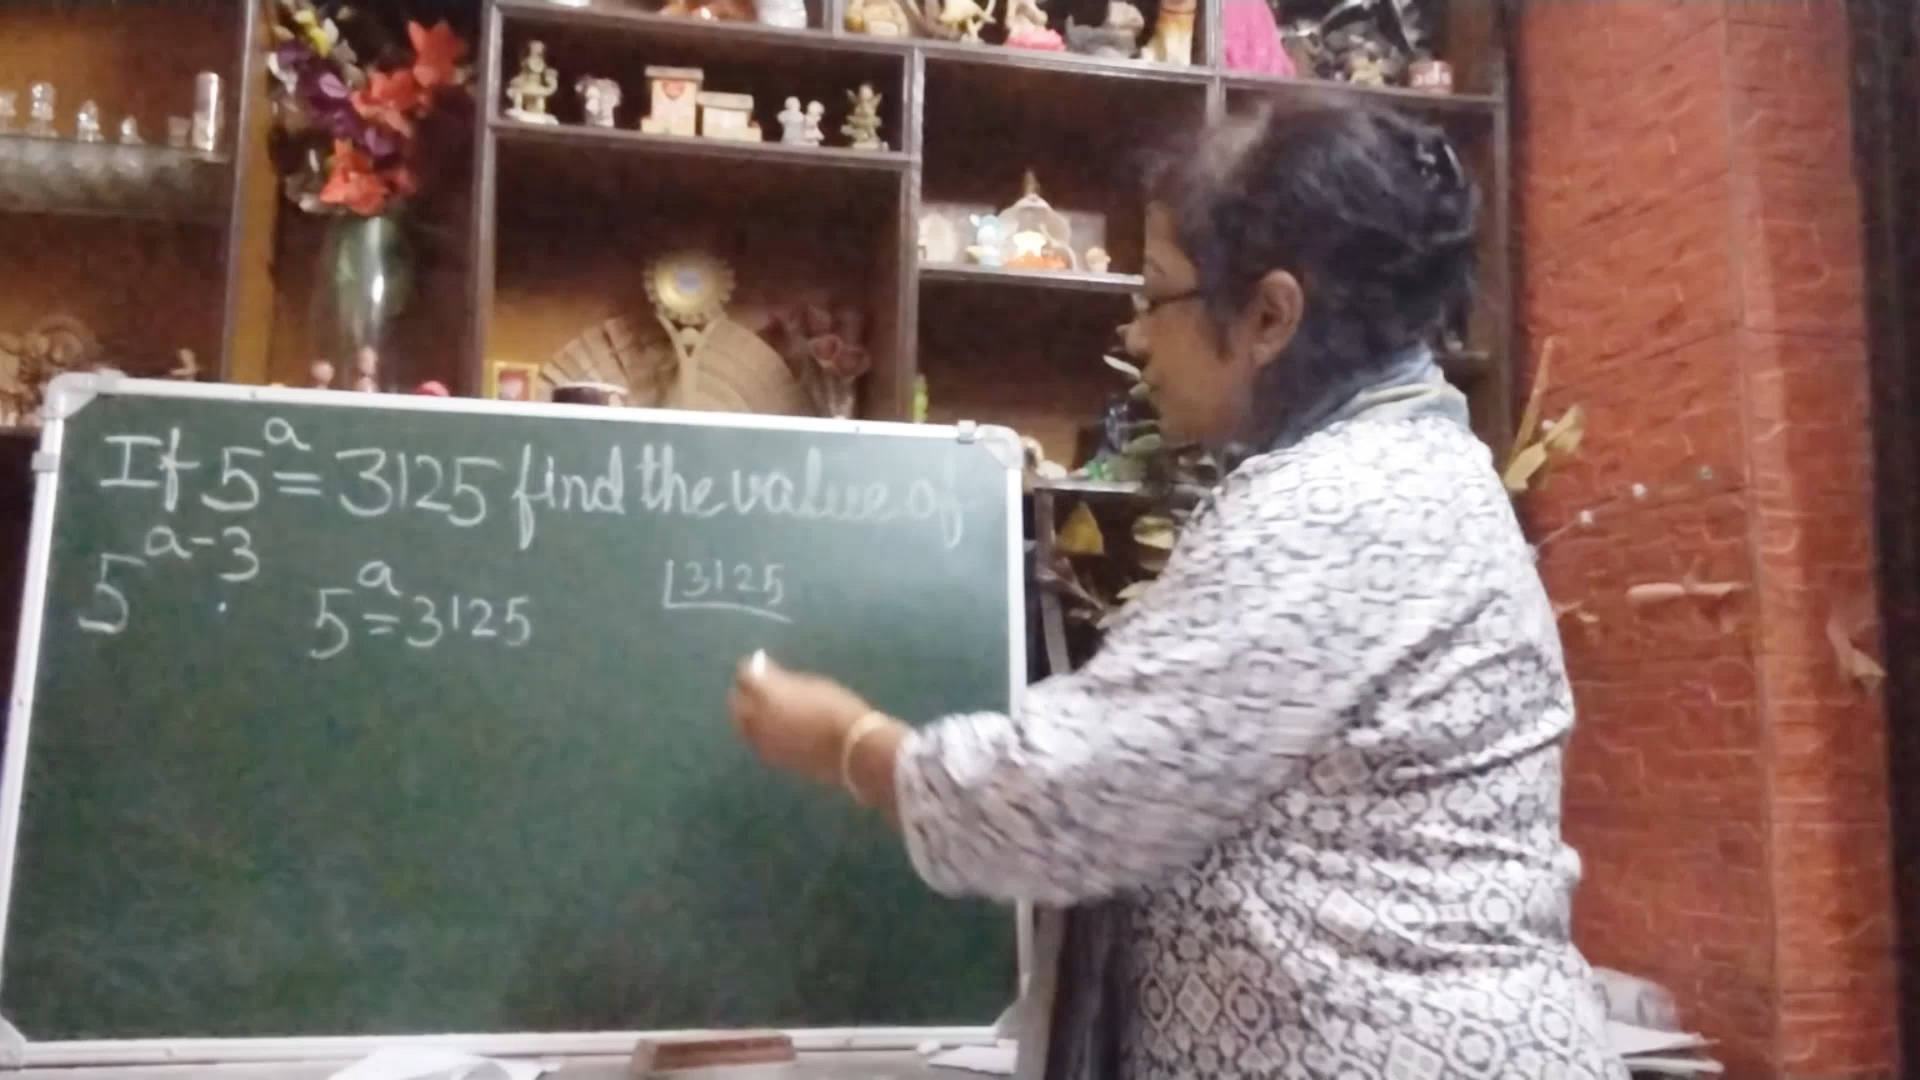 If 5^a = 3125 find the value of
5^a-3
5^a = 3125
3125